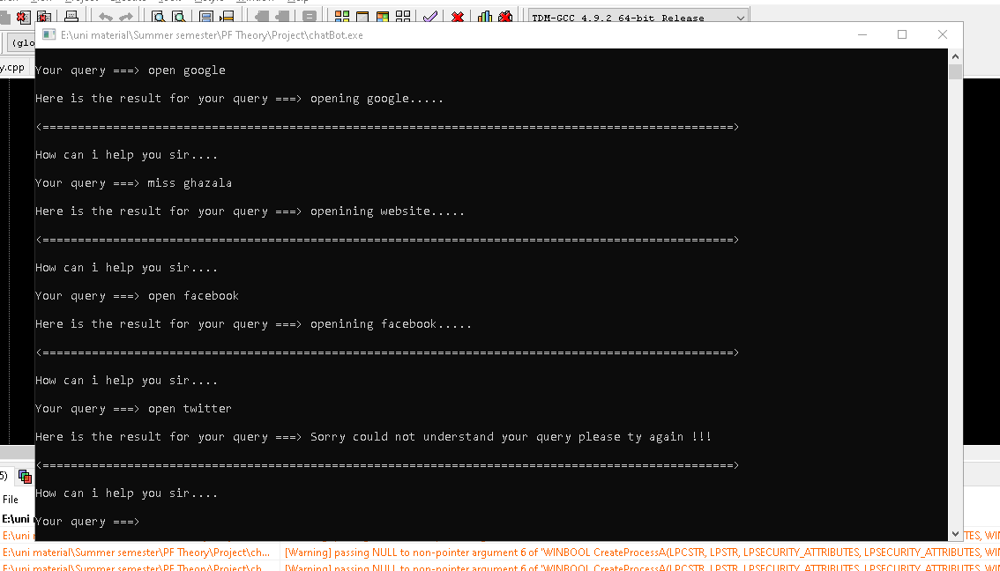 TDM-GCC 4.9.2 64-bit Release
(glo
E:\uni material\Summer semester\PF Theory\Project\chatBot.exe
y.cpp
Your query ===> open google
Here is the result for your query ===> opening google.....
<==================================================================================================>
How can i help you sir....
Your query ===> miss ghazala
Here is the result for your query ===> openining website.....
<==================================================================================================>
How can i help you sir....
Your query ===> open facebook
Here is the result for your query ===> openining facebook.....
<==================================================================================================>
How can i help you sir....
Your query ===> open twitter
Here is the result for your query ===> Sorry could not understand your query please ty again !!!
<==================================================================================================>
5)
How can i help you sir....
File
E:\uni
Your query ===>
E:\uni r TES, WIN
E:\uni material\Summer semester\PF Theory\Project\ch... [Warning] passing NULL to non-pointer argument 6 of 'WINBOOL CreateProcessA(LPCSTR, LPSTR, LPSECURITY_ATTRIBUTES, LPSECURITY_ATTRIBUTES, WIN
E:\uni material\Summer semester\PF Theory\Project\ch... [Warning] passing NULL to non-pointer argument 6 of 'WINBOOL CreateProcessA(LPCSTR, LPSTR, LPSECURITY_ATTRIBUTES, LPSECURITY_ATTRIBUTES, WIN